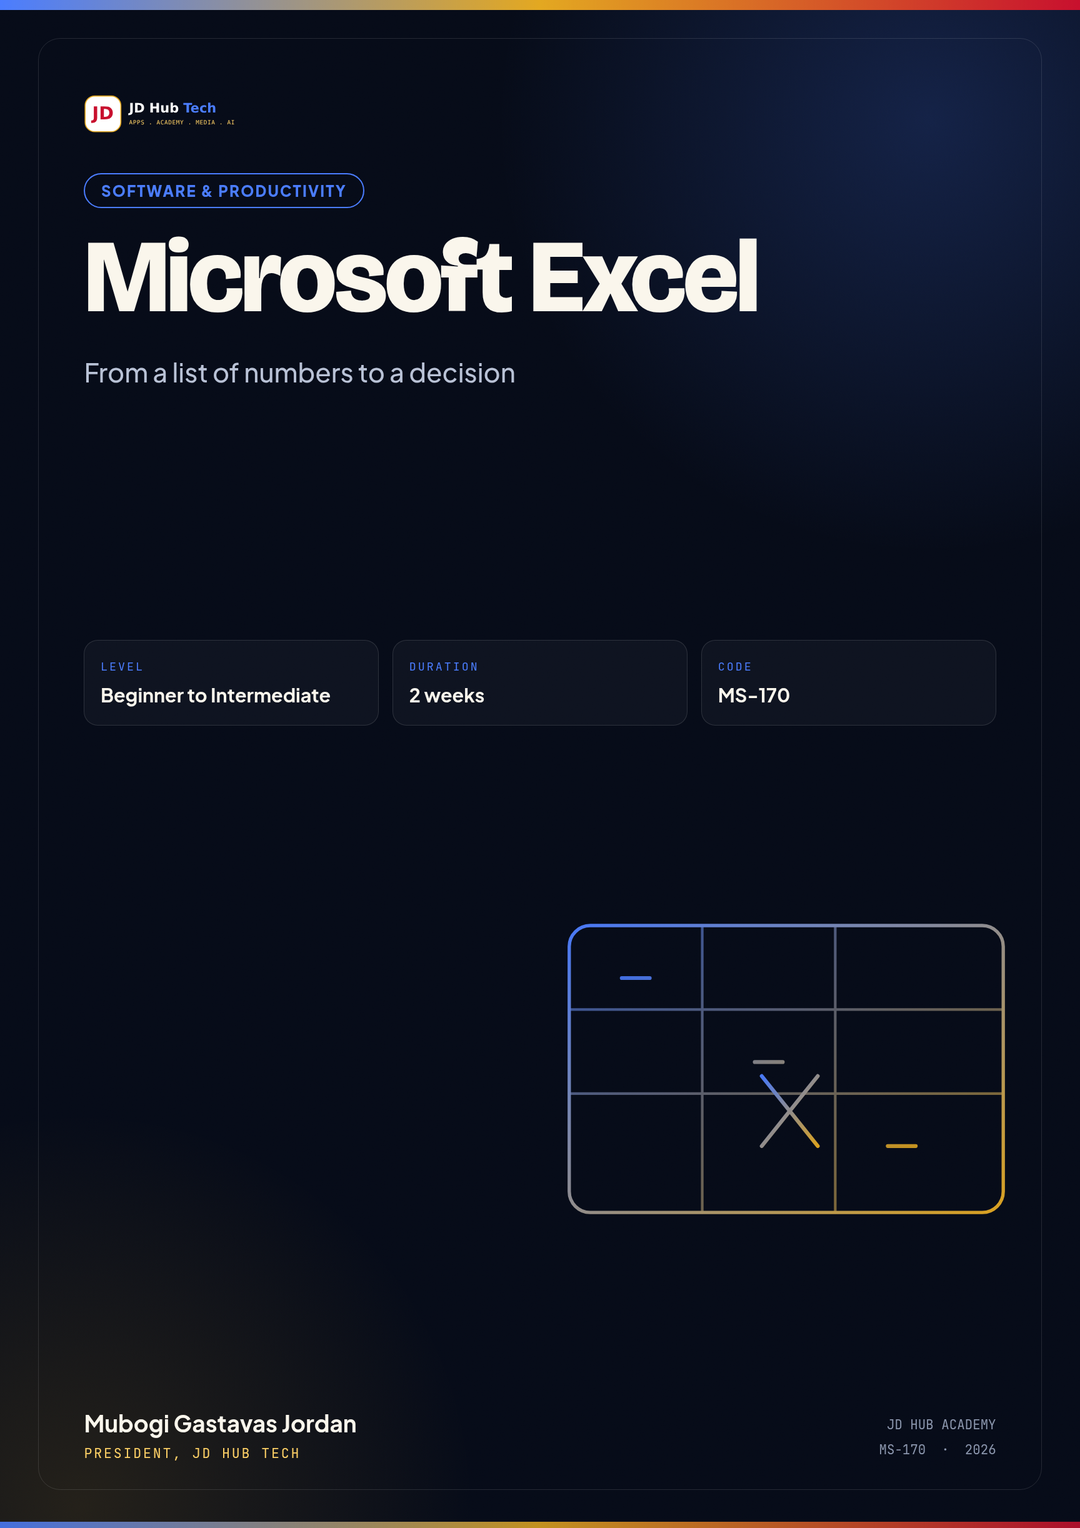 JD
JD Hub Tech
APPS . ACADEMY . MEDIA . AI
SOFTWARE & PRODUCTIVITY
Microsoft Excel
From a list of numbers to a decision
LEVEL
Beginner to Intermediate
DURATION
2 weeks
CODE
MS-170
Mubogi Gastavas Jordan
PRESIDENT, JD HUB TECH
JD HUB ACADEMY
MS-170 · 2026